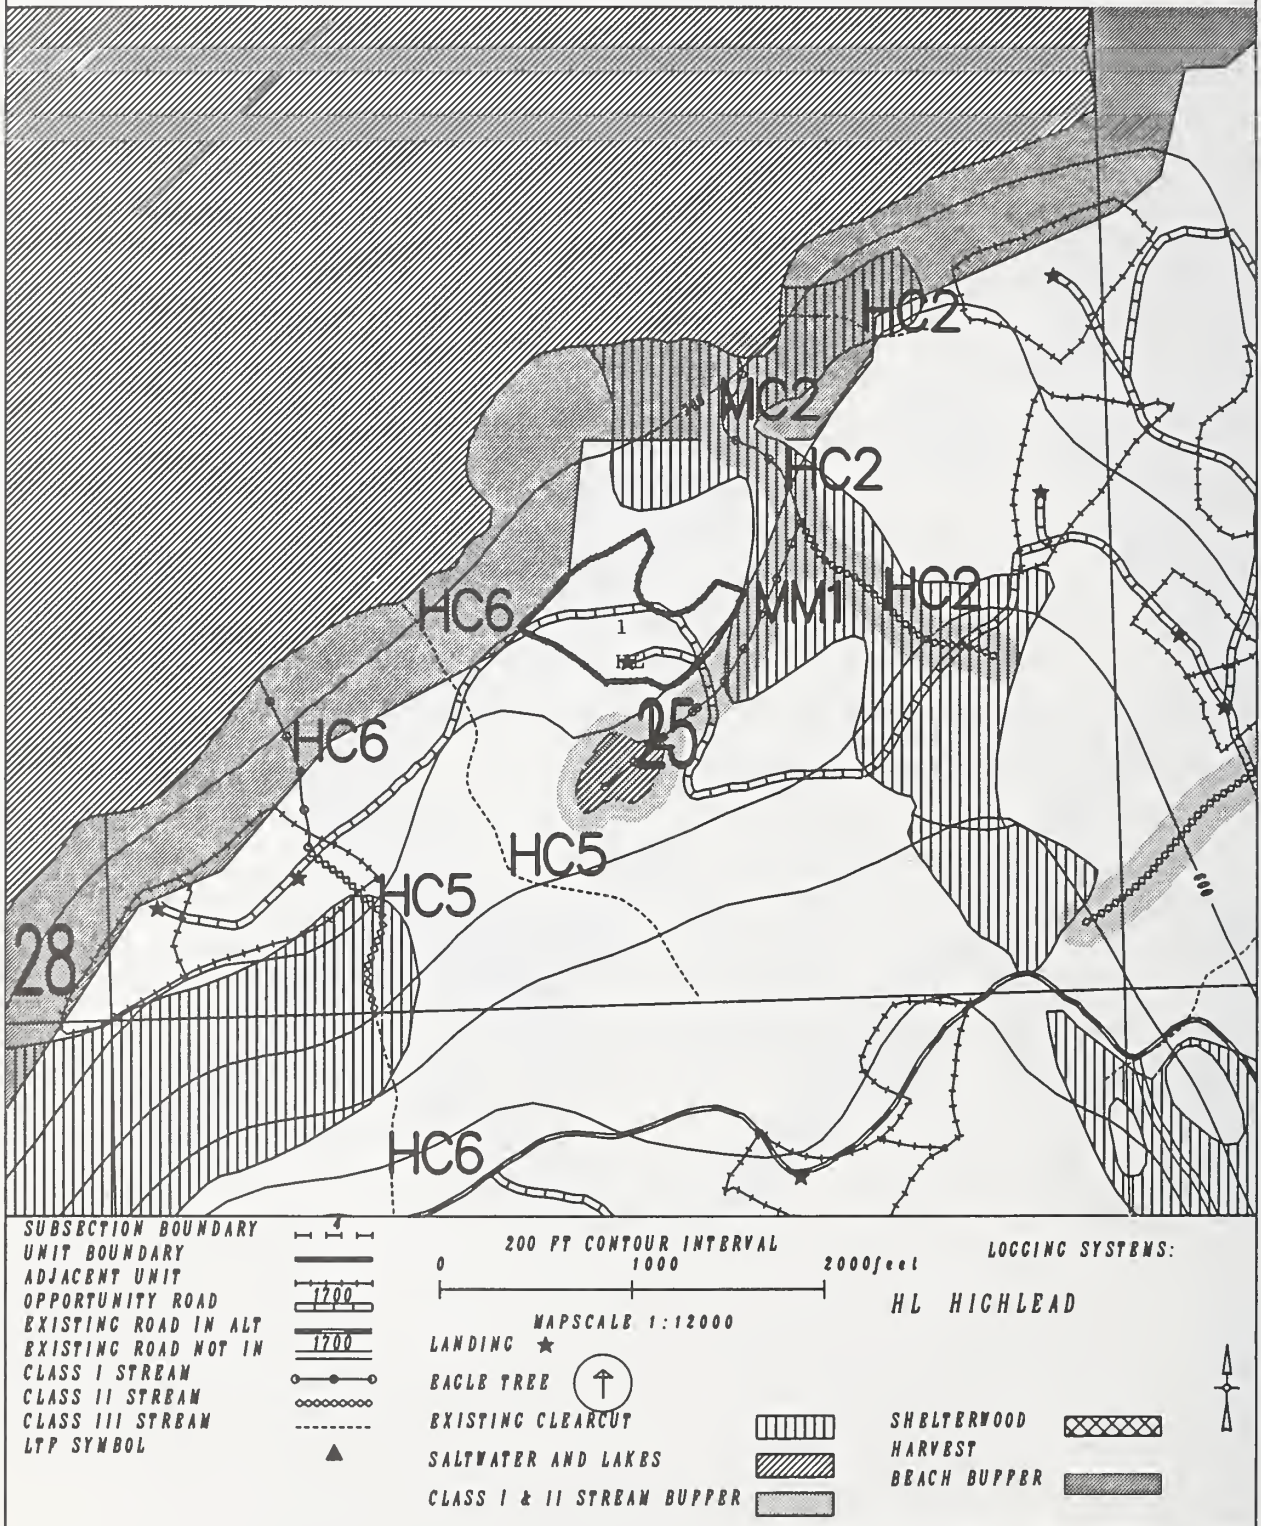 HC2
MC2
HC2
HC2
MM1
HC6
1
HL
25
HC6
HC5
HC5
28
HC6
SUBSECTION BOUNDARY
4
UNIT BOUNDARY
ADJACENT UNIT
OPPORTUNITY ROAD
1700
EXISTING ROAD IN ALT
EXISTING ROAD NOT IN
1700
CLASS I STREAM
CLASS II STREAM
CLASS III STREAM
LTP SYMBOL
200 FT CONTOUR INTERVAL
0 1000 2000feet
MAPSCALE 1:12000
LANDING
EAGLE TREE
EXISTING CLEARCUT
SALTWATER AND LAKES
CLASS I & II STREAM BUFFER
LOGGING SYSTEMS:
HL HIGHLEAD
SHELTERWOOD
HARVEST
BEACH BUFFER